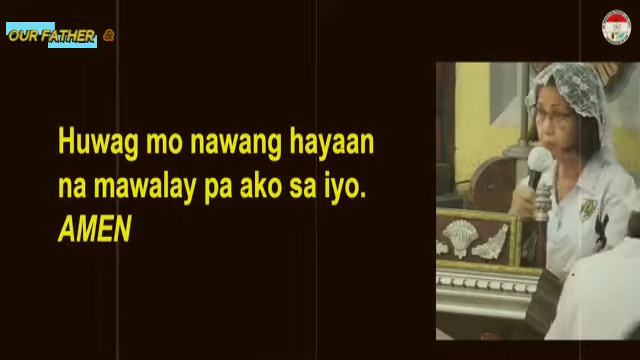 OUR FATHER &
Huwag mo nawang hayaan
na mawalay pa ako sa iyo.
AMEN